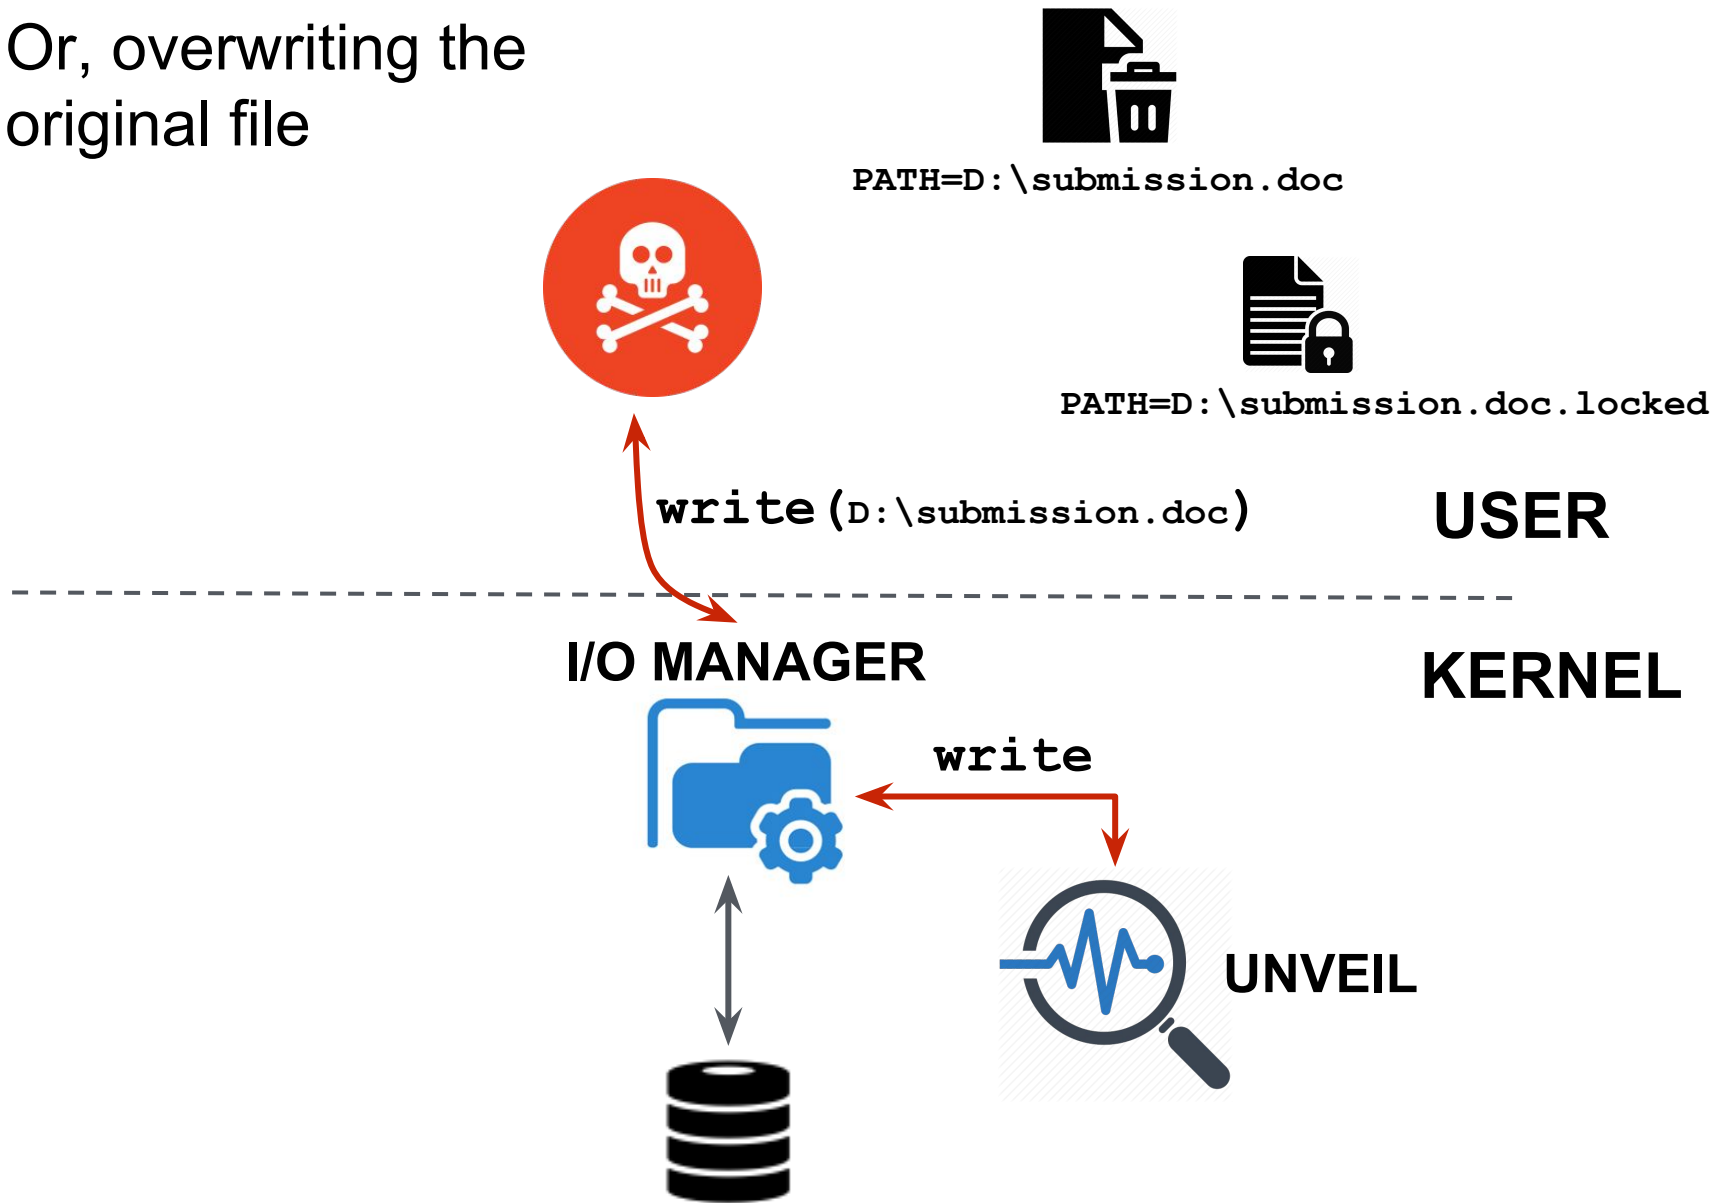 Or, overwriting the
original file
PATH=D:\submission.doc
PATH=D:\submission.doc.locked
write(D:\submission.doc)
USER
I/O MANAGER
KERNEL
write
UNVEIL